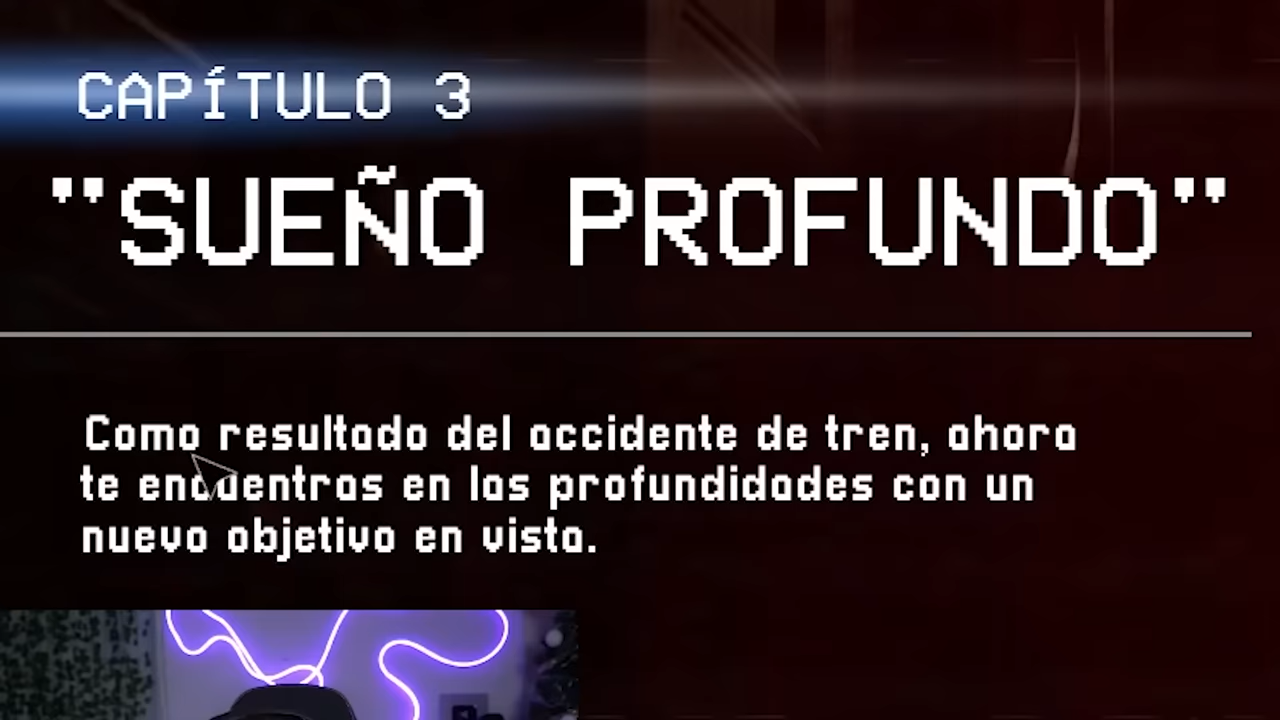 CAPÍTULO 3
"SUEÑO PROFUNDO"
Como resultado del accidente de tren, ahora
te encuentras en las profundidades con un
nuevo objetivo en vista.